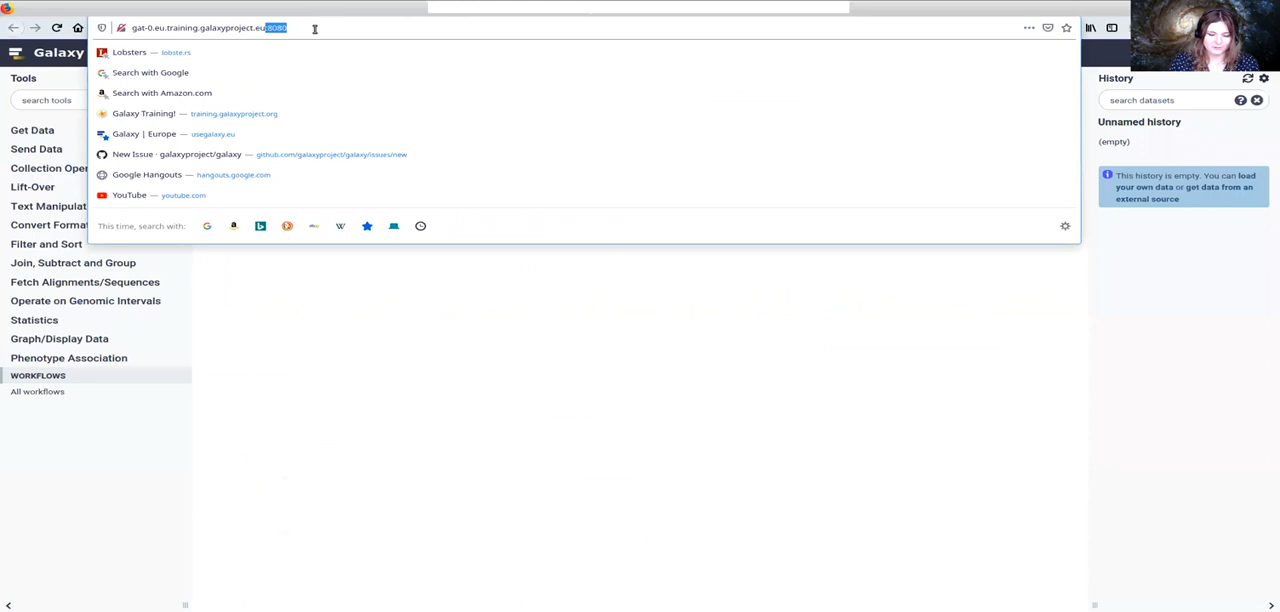 gat-0.eu.training.galaxyproject.eu:8080
Galaxy
Lobsters — lobste.rs
Search with Google
Search with Amazon.com
Galaxy Training! — training.galaxyproject.org
Galaxy | Europe — usegalaxy.eu
New Issue · galaxyproject/galaxy — github.com/galaxyproject/galaxy/issues/new
Google Hangouts — hangouts.google.com
YouTube — youtube.com
This time, search with:
Tools
search tools
Get Data
Send Data
Collection Oper
Lift-Over
Text Manipulat
Convert Format
Filter and Sort
Join, Subtract and Group
Fetch Alignments/Sequences
Operate on Genomic Intervals
Statistics
Graph/Display Data
Phenotype Association
WORKFLOWS
All workflows
History
search datasets
Unnamed history
(empty)
This history is empty. You can load
your own data or get data from an
external source